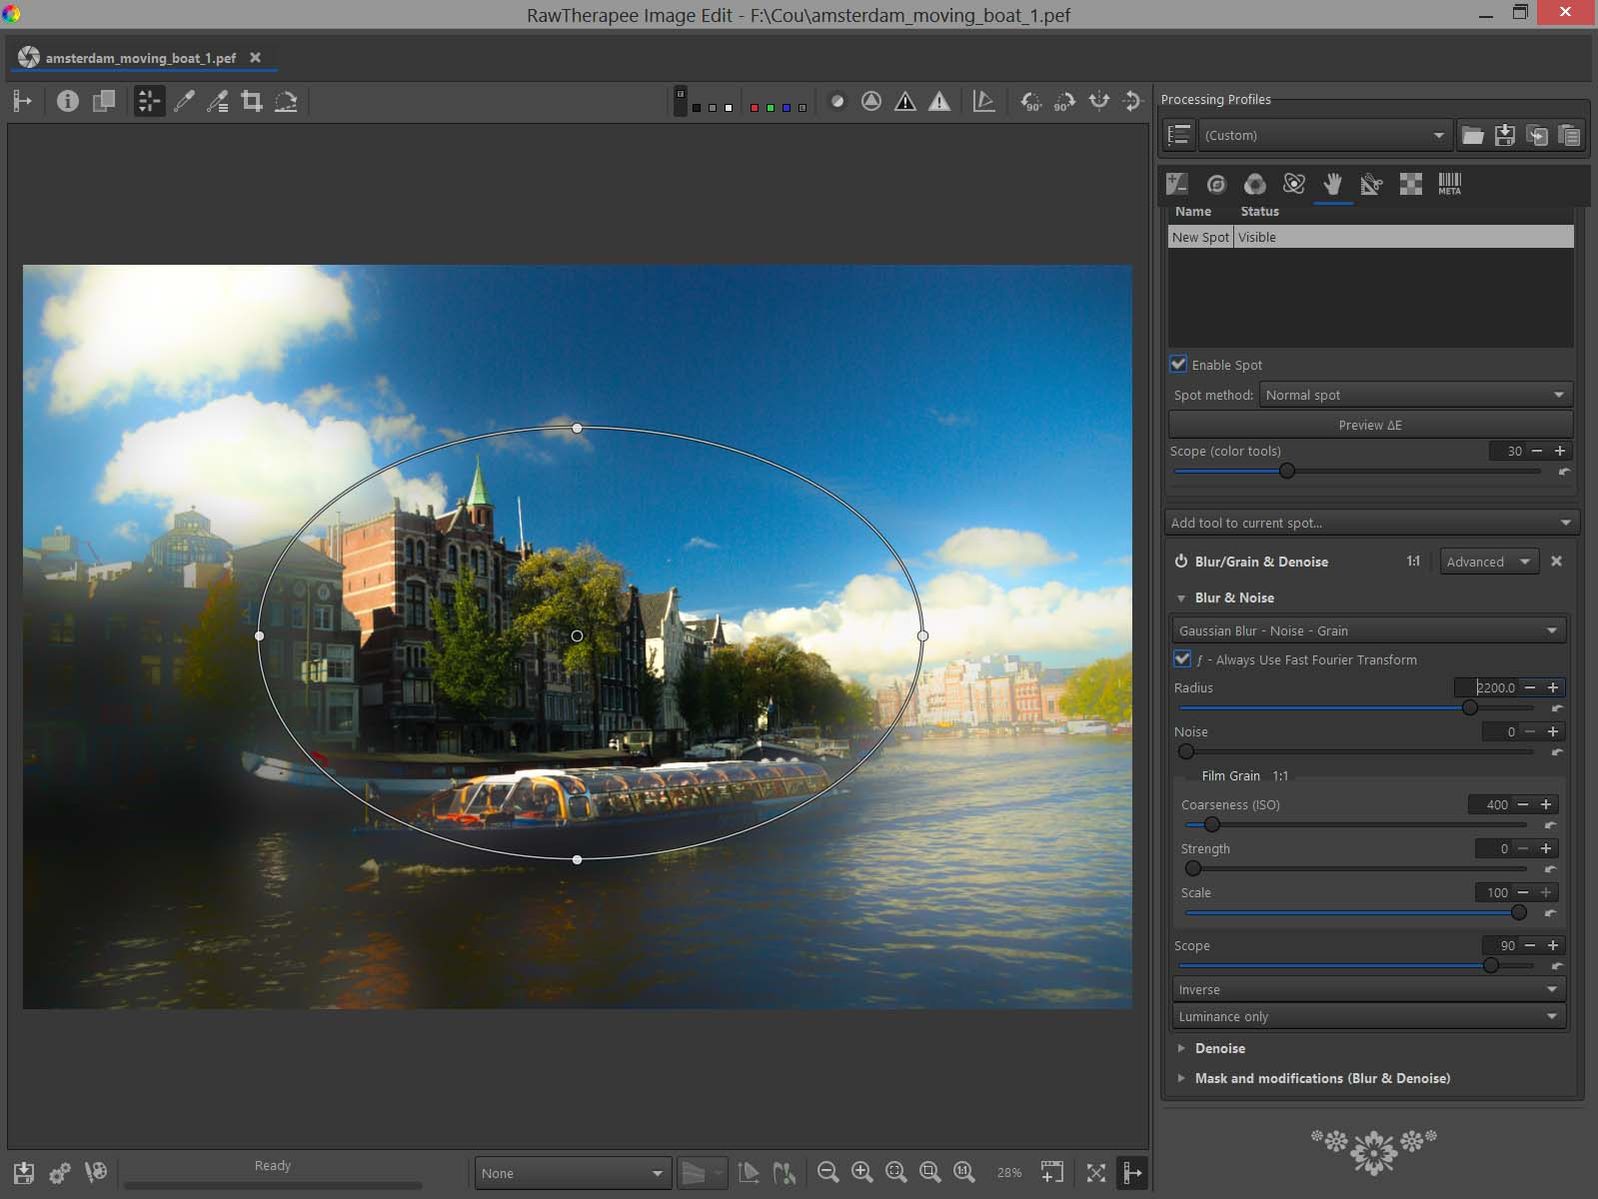 RawTherapee Image Edit - F:\Cou\amsterdam_moving_boat_1.pef
amsterdam_moving_boat_1.pef
90°
90°
Processing Profiles
(Custom)
META
Name Status
New Spot Visible
Enable Spot
Spot method: Normal spot
Preview ΔE
Scope (color tools) 30
Add tool to current spot...
Blur/Grain & Denoise 1:1 Advanced
Blur & Noise
Gaussian Blur - Noise - Grain
ƒ - Always Use Fast Fourier Transform
Radius 2200.0
Noise 0
Film Grain 1:1
Coarseness (ISO) 400
Strength 0
Scale 100
Scope 90
Inverse
Luminance only
Denoise
Mask and modifications (Blur & Denoise)
Ready
None
1:1
28%